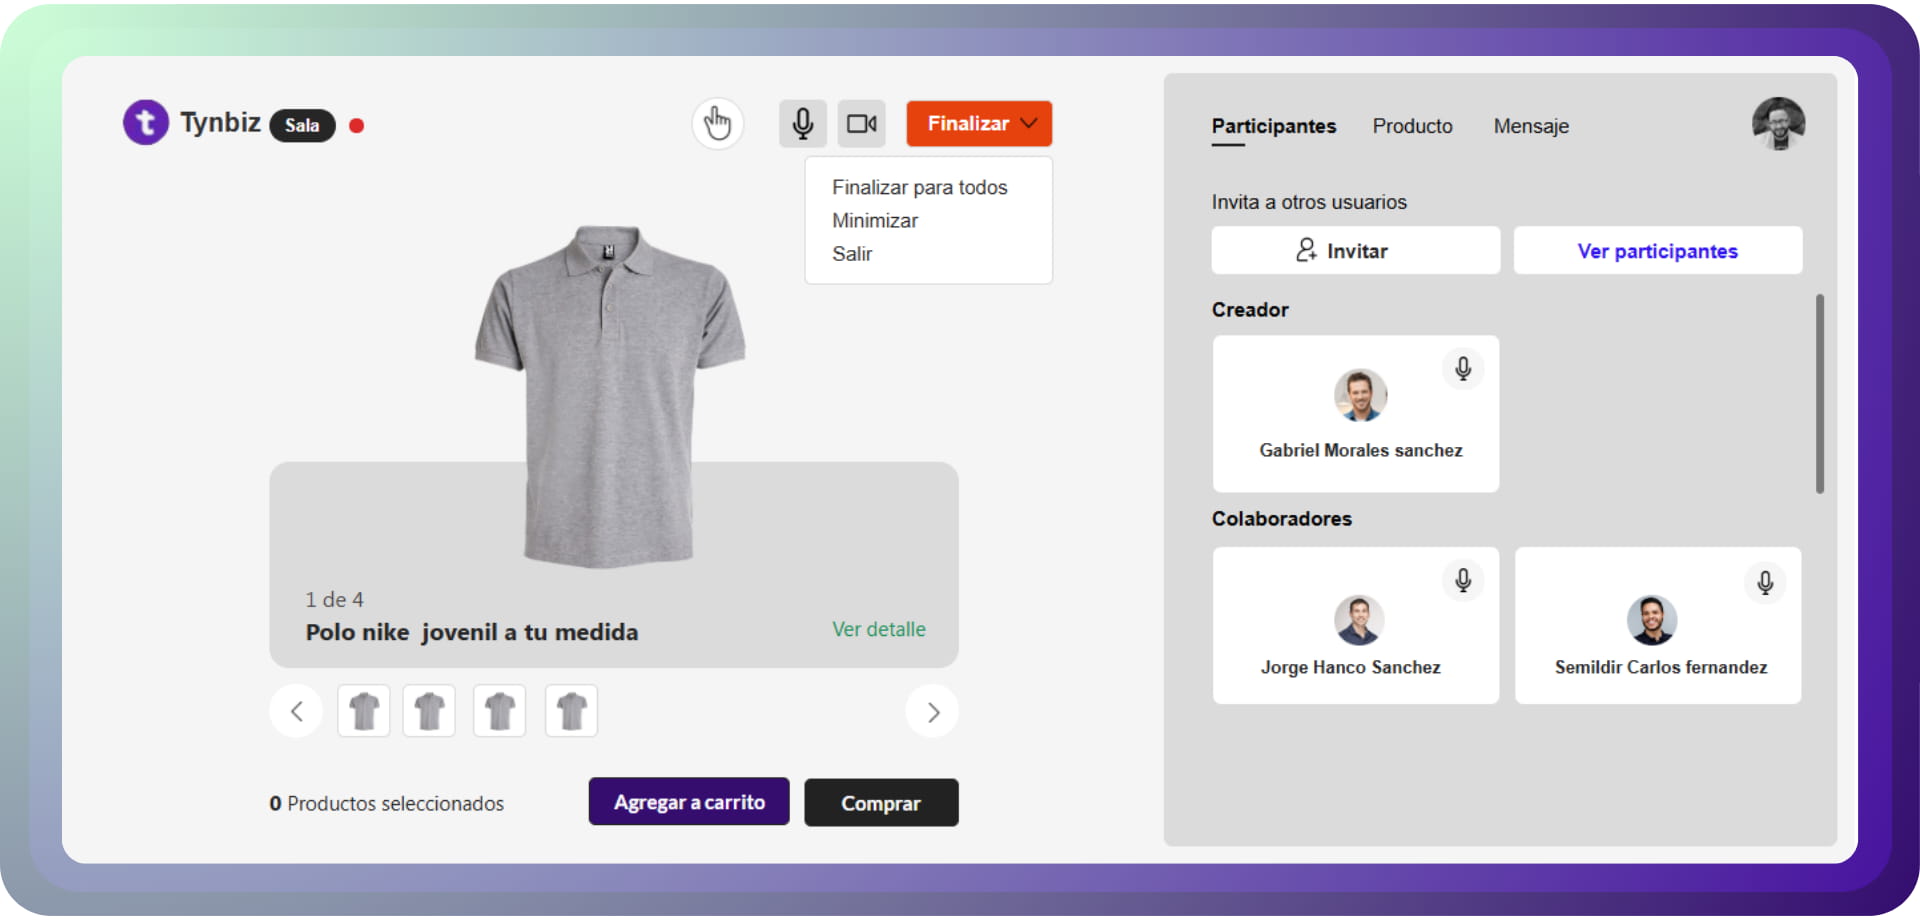 t Tynbiz Sala
Finalizar
Finalizar para todos
Minimizar
Salir
1 de 4
Polo nike jovenil a tu medida
Ver detalle
0 Productos seleccionados
Agregar a carrito
Comprar
Participantes Producto Mensaje
Invita a otros usuarios
Invitar
Ver participantes
Creador
Gabriel Morales sanchez
Colaboradores
Jorge Hanco Sanchez
Semildir Carlos fernandez